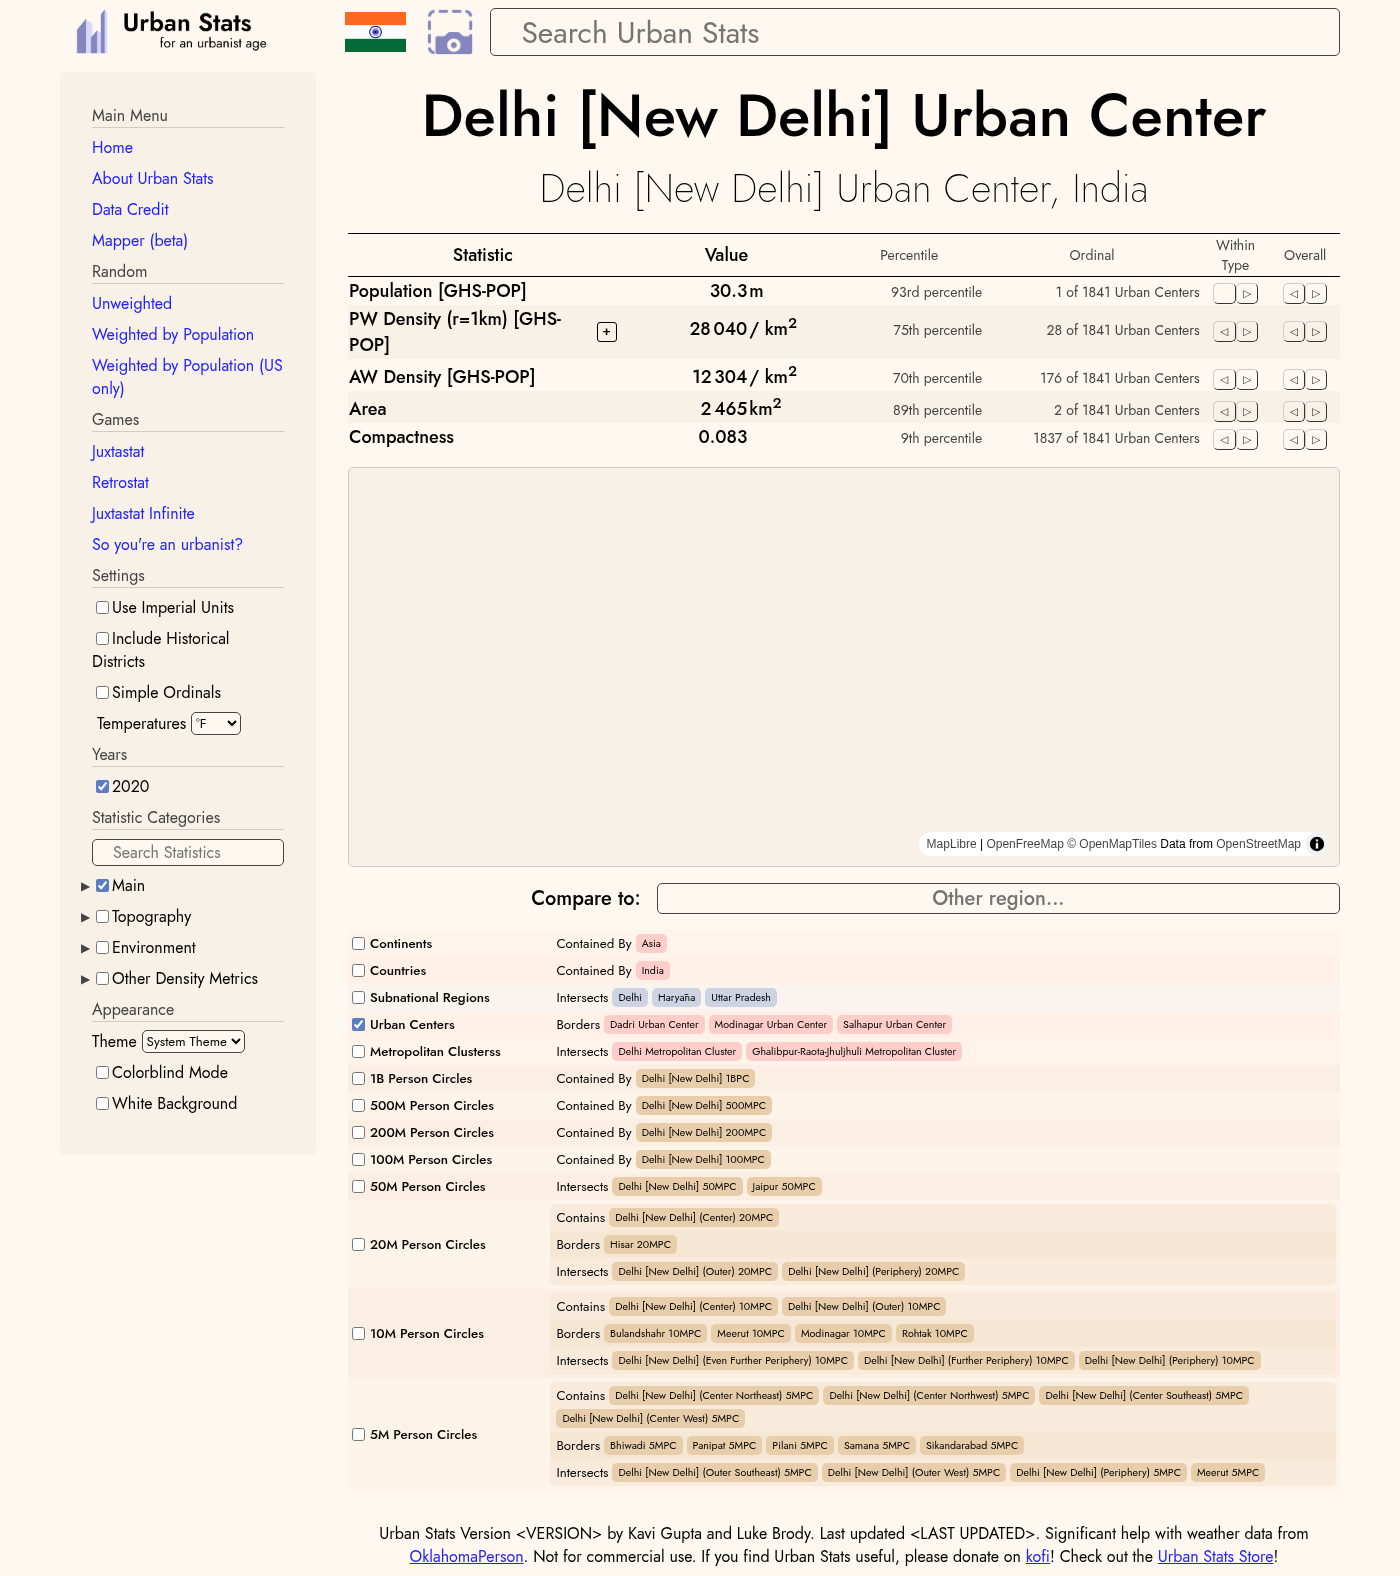 Urban Stats
for an urbanist age
Search Urban Stats
Main Menu
Home
About Urban Stats
Data Credit
Mapper (beta)
Random
Unweighted
Weighted by Population
Weighted by Population (US
only)
Games
Juxtastat
Retrostat
Juxtastat Infinite
So you're an urbanist?
Settings
Use Imperial Units
Include Historical
Districts
Simple Ordinals
Temperatures °F
Years
2020
Statistic Categories
Search Statistics
Main
Topography
Environment
Other Density Metrics
Appearance
Theme System Theme
Colorblind Mode
White Background
Delhi [New Delhi] Urban Center
Delhi [New Delhi] Urban Center, India
Statistic Value Percentile Ordinal Within Type Overall
Population [GHS-POP] 30.3 m 93rd percentile 1 of 1841 Urban Centers
PW Density (r=1km) [GHS-
POP] + 28 040 / km² 75th percentile 28 of 1841 Urban Centers
AW Density [GHS-POP] 12 304 / km² 70th percentile 176 of 1841 Urban Centers
Area 2 465 km² 89th percentile 2 of 1841 Urban Centers
Compactness 0.083 9th percentile 1837 of 1841 Urban Centers
MapLibre | OpenFreeMap © OpenMapTiles Data from OpenStreetMap
Compare to: Other region...
Continents Contained By Asia
Countries Contained By India
Subnational Regions Intersects Delhi Haryāna Uttar Pradesh
Urban Centers Borders Dadri Urban Center Modinagar Urban Center Salhapur Urban Center
Metropolitan Clusterss Intersects Delhi Metropolitan Cluster Ghalibpur-Raota-Jhuljhuli Metropolitan Cluster
1B Person Circles Contained By Delhi [New Delhi] 1BPC
500M Person Circles Contained By Delhi [New Delhi] 500MPC
200M Person Circles Contained By Delhi [New Delhi] 200MPC
100M Person Circles Contained By Delhi [New Delhi] 100MPC
50M Person Circles Intersects Delhi [New Delhi] 50MPC Jaipur 50MPC
20M Person Circles
Contains Delhi [New Delhi] (Center) 20MPC
Borders Hisar 20MPC
Intersects Delhi [New Delhi] (Outer) 20MPC Delhi [New Delhi] (Periphery) 20MPC
10M Person Circles
Contains Delhi [New Delhi] (Center) 10MPC Delhi [New Delhi] (Outer) 10MPC
Borders Bulandshahr 10MPC Meerut 10MPC Modinagar 10MPC Rohtak 10MPC
Intersects Delhi [New Delhi] (Even Further Periphery) 10MPC Delhi [New Delhi] (Further Periphery) 10MPC Delhi [New Delhi] (Periphery) 10MPC
5M Person Circles
Contains Delhi [New Delhi] (Center Northeast) 5MPC Delhi [New Delhi] (Center Northwest) 5MPC Delhi [New Delhi] (Center Southeast) 5MPC
Delhi [New Delhi] (Center West) 5MPC
Borders Bhiwadi 5MPC Panipat 5MPC Pilani 5MPC Samana 5MPC Sikandarabad 5MPC
Intersects Delhi [New Delhi] (Outer Southeast) 5MPC Delhi [New Delhi] (Outer West) 5MPC Delhi [New Delhi] (Periphery) 5MPC Meerut 5MPC
Urban Stats Version <VERSION> by Kavi Gupta and Luke Brody. Last updated <LAST UPDATED>. Significant help with weather data from
OklahomaPerson. Not for commercial use. If you find Urban Stats useful, please donate on kofi! Check out the Urban Stats Store!